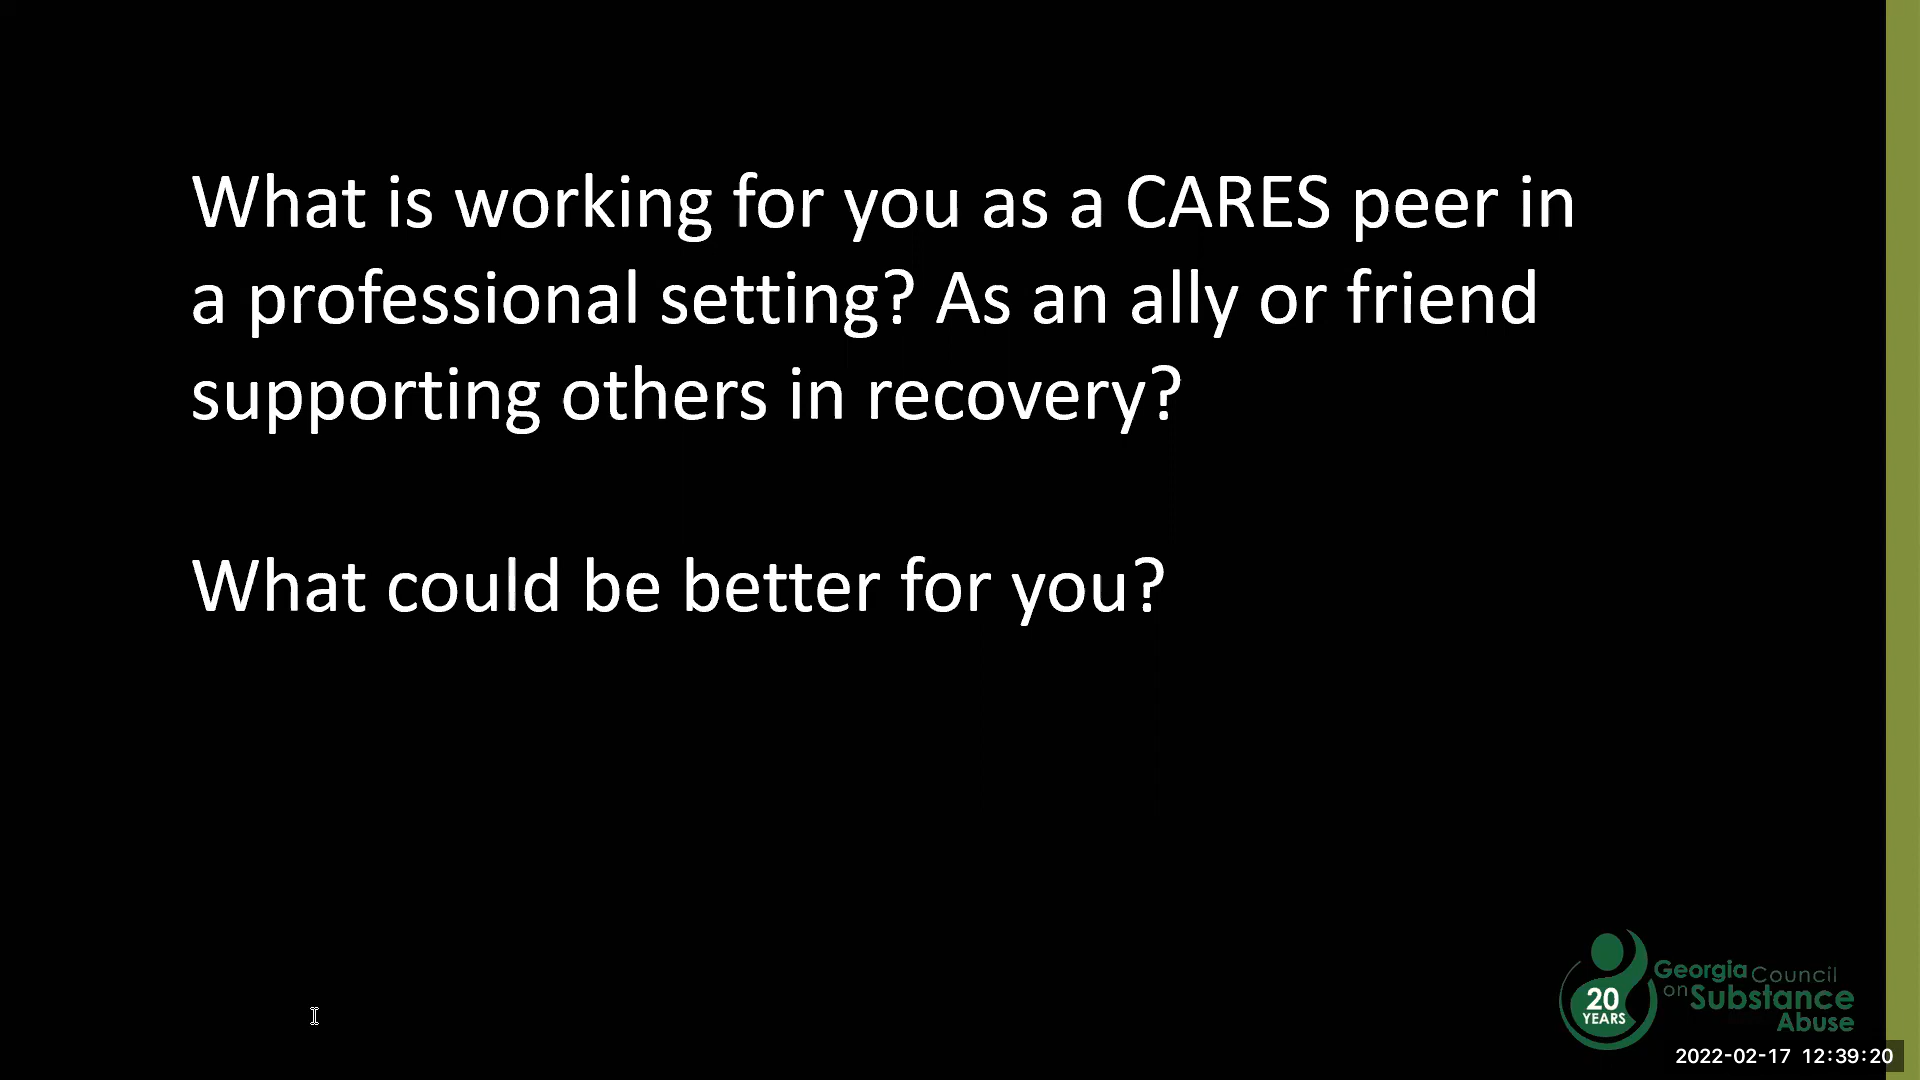 What is working for you as a CARES peer in
a professional setting? As an ally or friend
supporting others in recovery?
What could be better for you?
20
YEARS
Georgia Council
on Substance
Abuse
2022-02-17 12:39:20